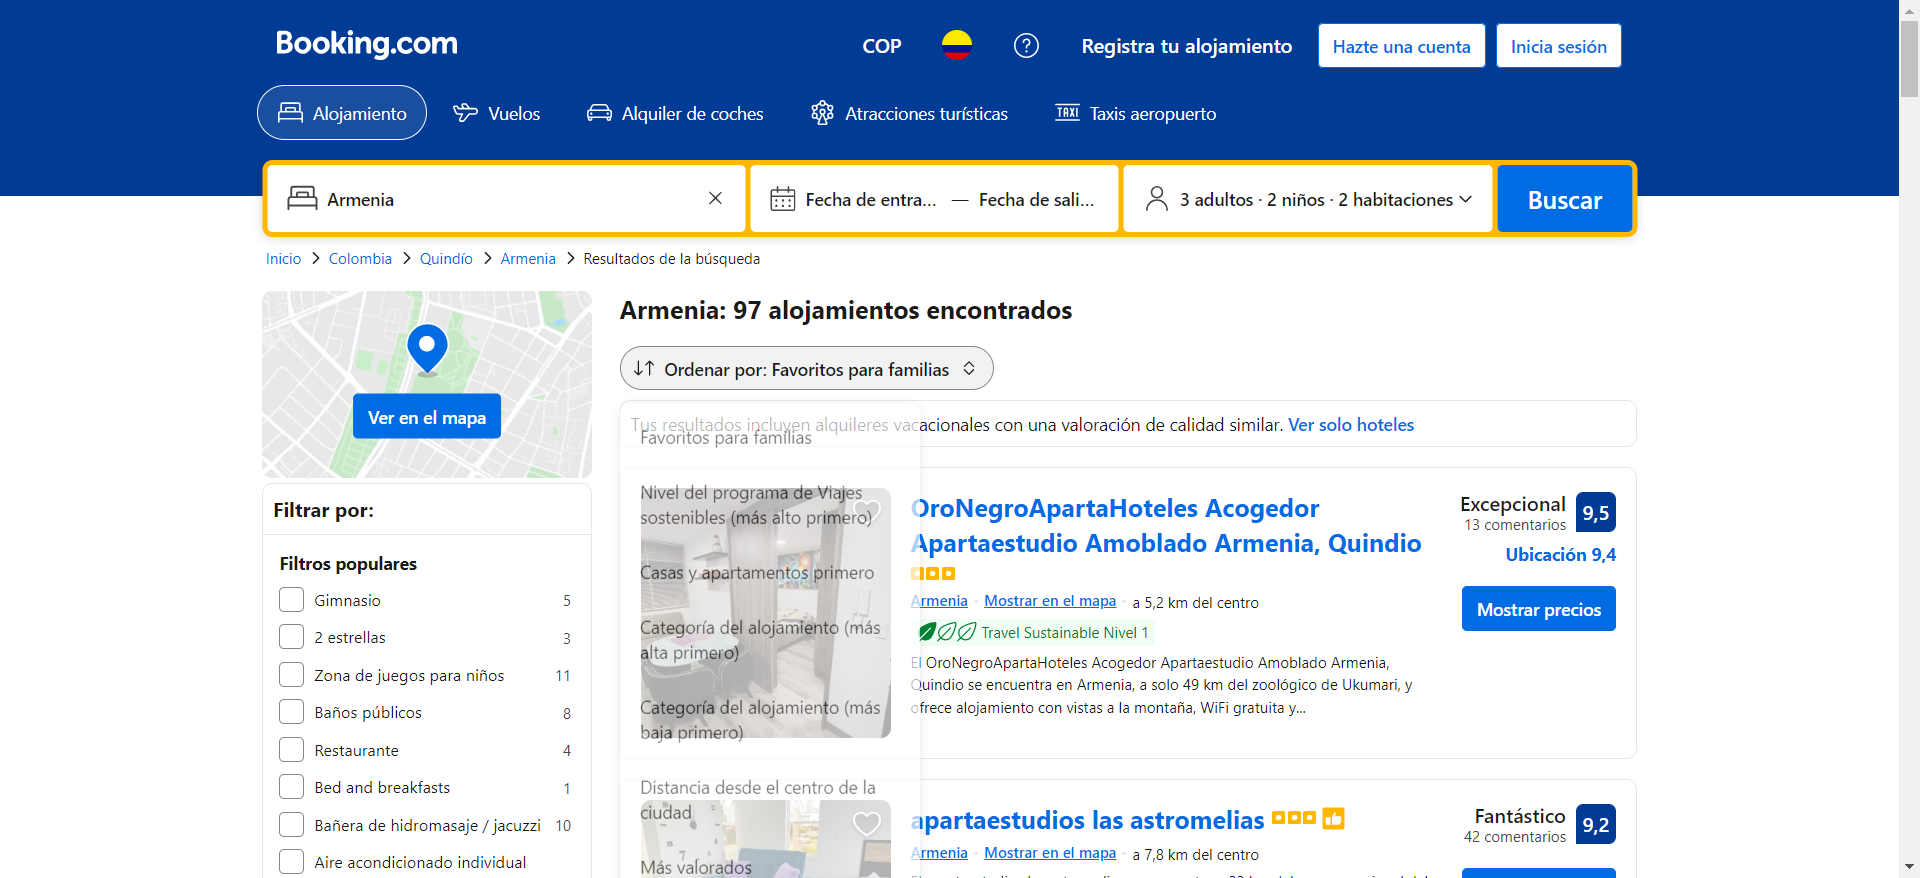 Booking.com
COP
Registra tu alojamiento
Hazte una cuenta
Inicia sesión
Alojamiento
Vuelos
Alquiler de coches
Atracciones turísticas
TAXI
Taxis aeropuerto
Armenia
Fecha de entra... — Fecha de sali...
3 adultos · 2 niños · 2 habitaciones
Buscar
Inicio > Colombia > Quindío > Armenia > Resultados de la búsqueda
Ver en el mapa
Filtrar por:
Filtros populares
Gimnasio 5
2 estrellas 3
Zona de juegos para niños 11
Baños públicos 8
Restaurante 4
Bed and breakfasts 1
Bañera de hidromasaje / jacuzzi 10
Aire acondicionado individual
Armenia: 97 alojamientos encontrados
Ordenar por: Favoritos para familias
Tus resultados incluyen alquileres vacacionales con una valoración de calidad similar. Ver solo hoteles
Favoritos para familias
Nivel del programa de Viajes
sostenibles (más alto primero)
Casas y apartamentos primero
Categoría del alojamiento (más
alta primero)
Categoría del alojamiento (más
baja primero)
Distancia desde el centro de la
ciudad
Más valorados
OroNegroApartaHoteles Acogedor
Apartaestudio Amoblado Armenia, Quindio
Armenia · Mostrar en el mapa · a 5,2 km del centro
Travel Sustainable Nivel 1
El OroNegroApartaHoteles Acogedor Apartaestudio Amoblado Armenia,
Quindio se encuentra en Armenia, a solo 49 km del zoológico de Ukumari, y
ofrece alojamiento con vistas a la montaña, WiFi gratuita y...
Excepcional
13 comentarios
9,5
Ubicación 9,4
Mostrar precios
apartaestudios las astromelias
Armenia · Mostrar en el mapa · a 7,8 km del centro
Fantástico
42 comentarios
9,2